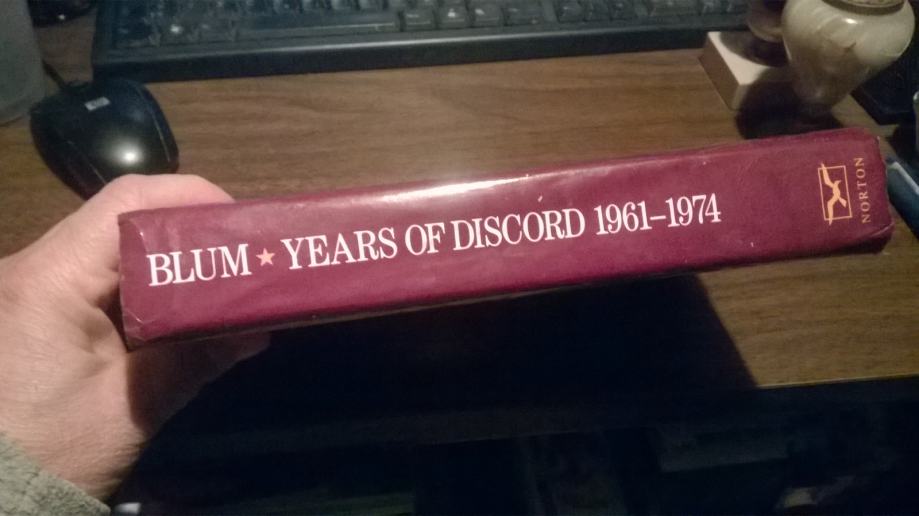 BLUM ★ YEARS OF DISCORD 1961–1974
NORTON